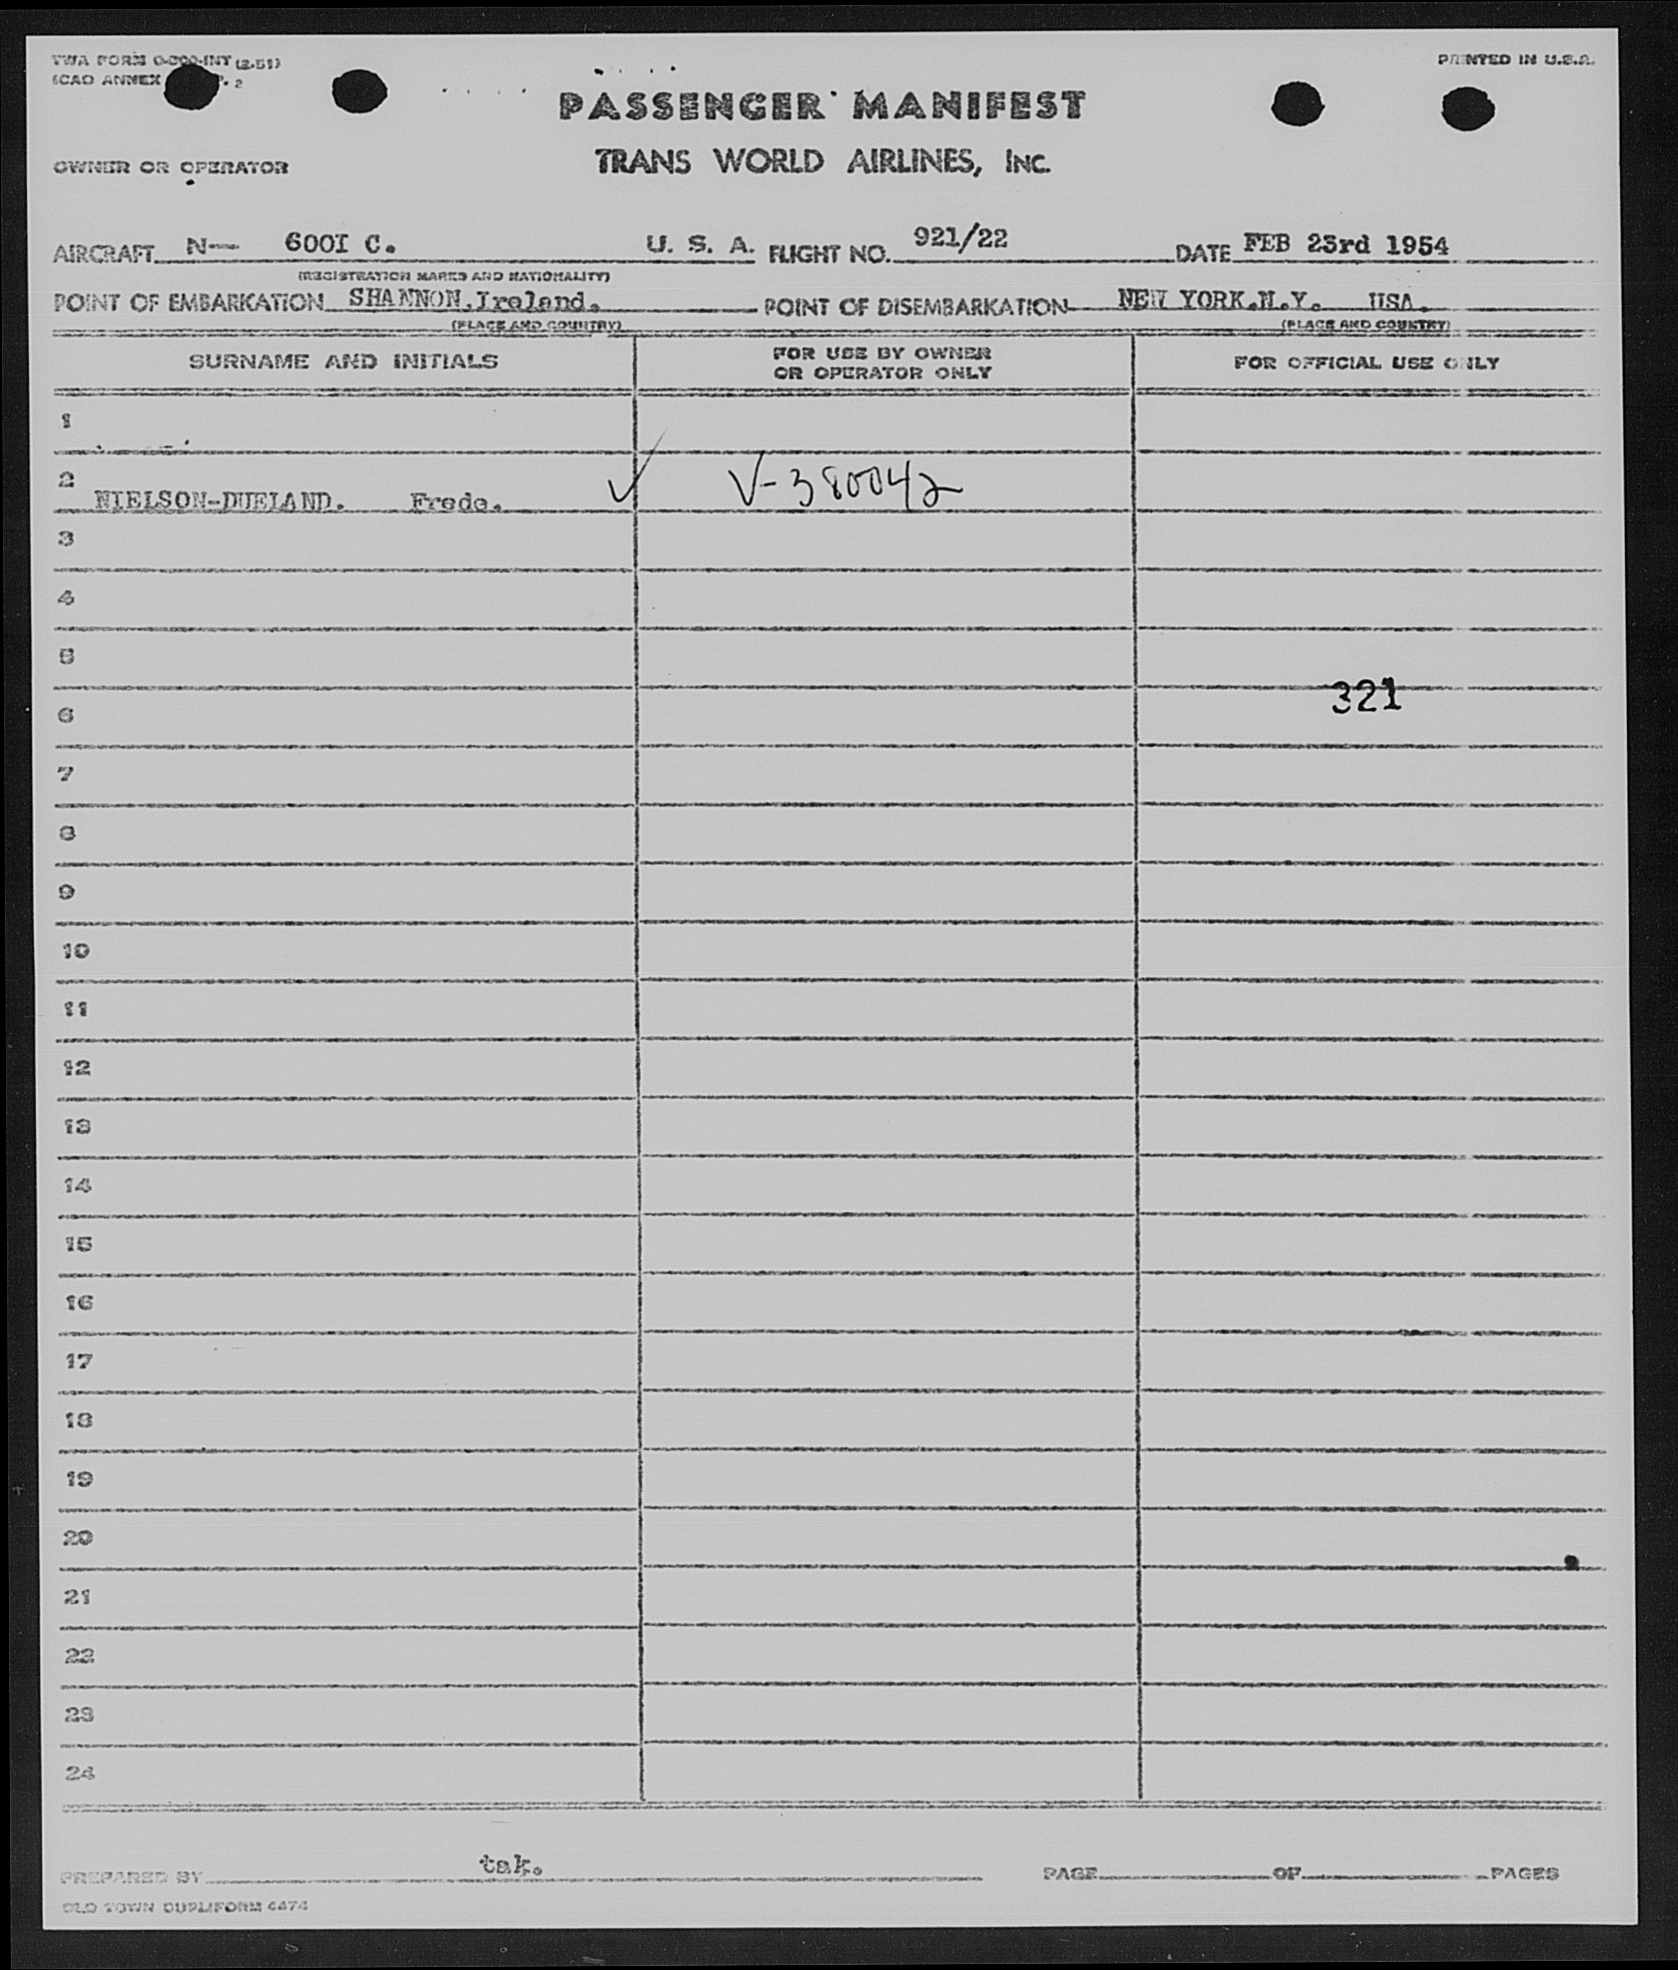 TWA FORM O-200-INT (2-51)
PRINTED IN U.S.A.
ICAO ANNEX 2
PASSENGER MANIFEST
OWNER OR OPERATOR
TRANS WORLD AIRLINES, INC.
AIRCRAFT N— 600I C. U. S. A. FLIGHT NO. 921/22 DATE FEB 23rd 1954
(REGISTRATION MARKS AND NATIONALITY)
POINT OF EMBARKATION SHANNON, Ireland. POINT OF DISEMBARKATION NEW YORK.N.Y. USA.
(PLACE AND COUNTRY) (PLACE AND COUNTRY)
SURNAME AND INITIALS
FOR USE BY OWNER
OR OPERATOR ONLY
FOR OFFICIAL USE ONLY
1
2 NIELSON-DUELAND. Frede. ✓ V-380042
3
4
5
321
6
7
8
9
10
11
12
13
14
15
16
17
18
19
20
21
22
23
24
PREPARED BY tak. PAGE OF PAGES
OLD TOWN DUPLIFORM 4474